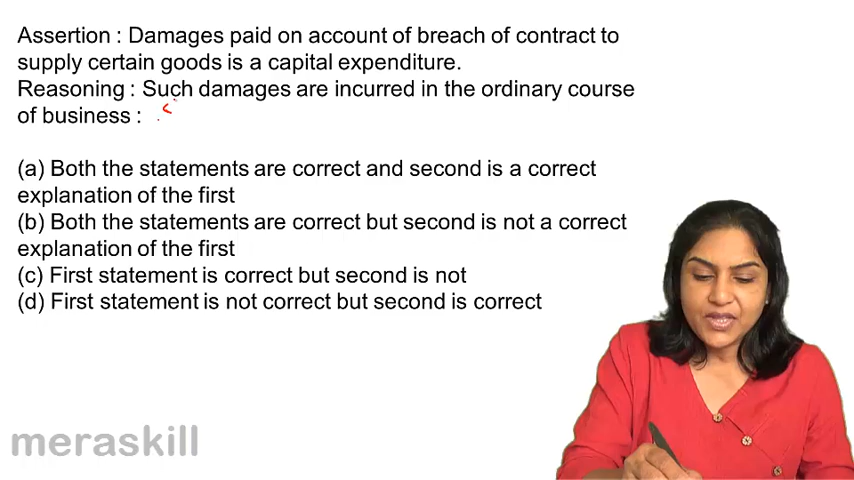 Assertion : Damages paid on account of breach of contract to
supply certain goods is a capital expenditure.
Reasoning : Such damages are incurred in the ordinary course
of business :
(a) Both the statements are correct and second is a correct
explanation of the first
(b) Both the statements are correct but second is not a correct
explanation of the first
(c) First statement is correct but second is not
(d) First statement is not correct but second is correct
meraskill